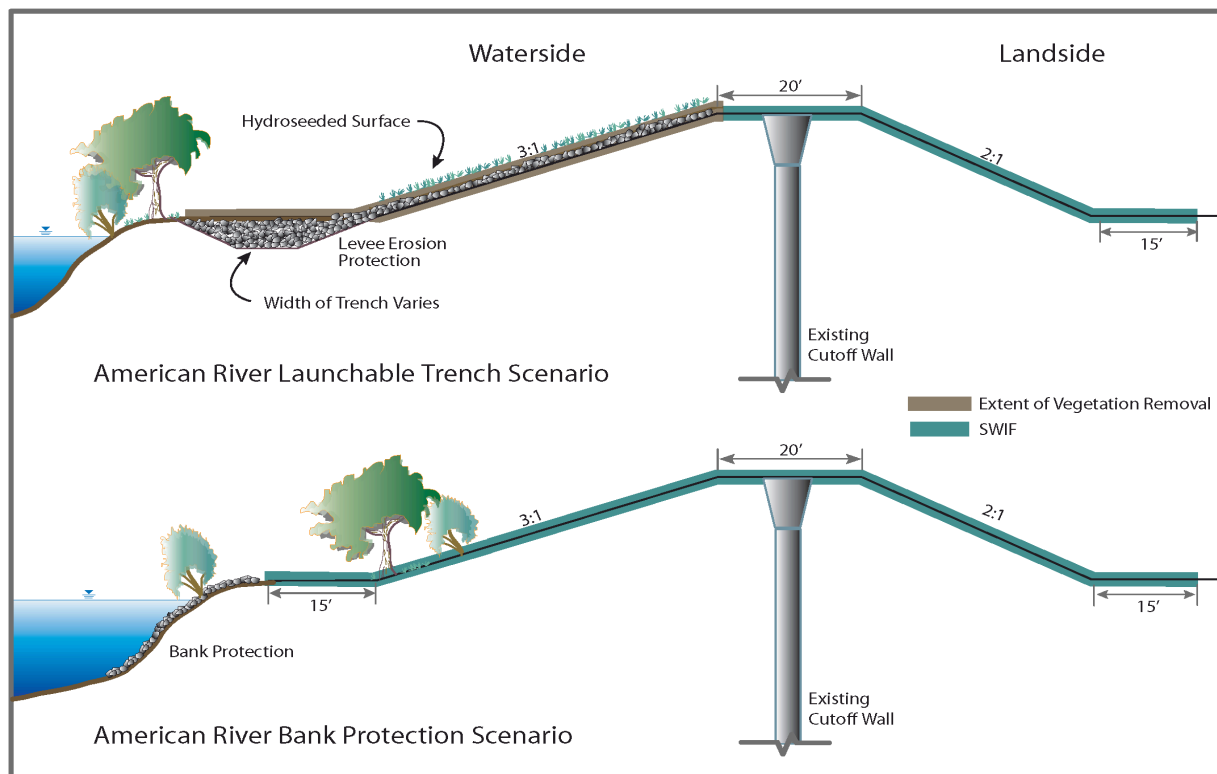 Waterside
Landside
20′
Hydroseeded Surface
3:1
2:1
Levee Erosion
Protection
15′
Width of Trench Varies
Existing
Cutoff Wall
American River Launchable Trench Scenario
Extent of Vegetation Removal
SWIF
20′
3:1
2:1
15′
15′
Bank Protection
Existing
Cutoff Wall
American River Bank Protection Scenario